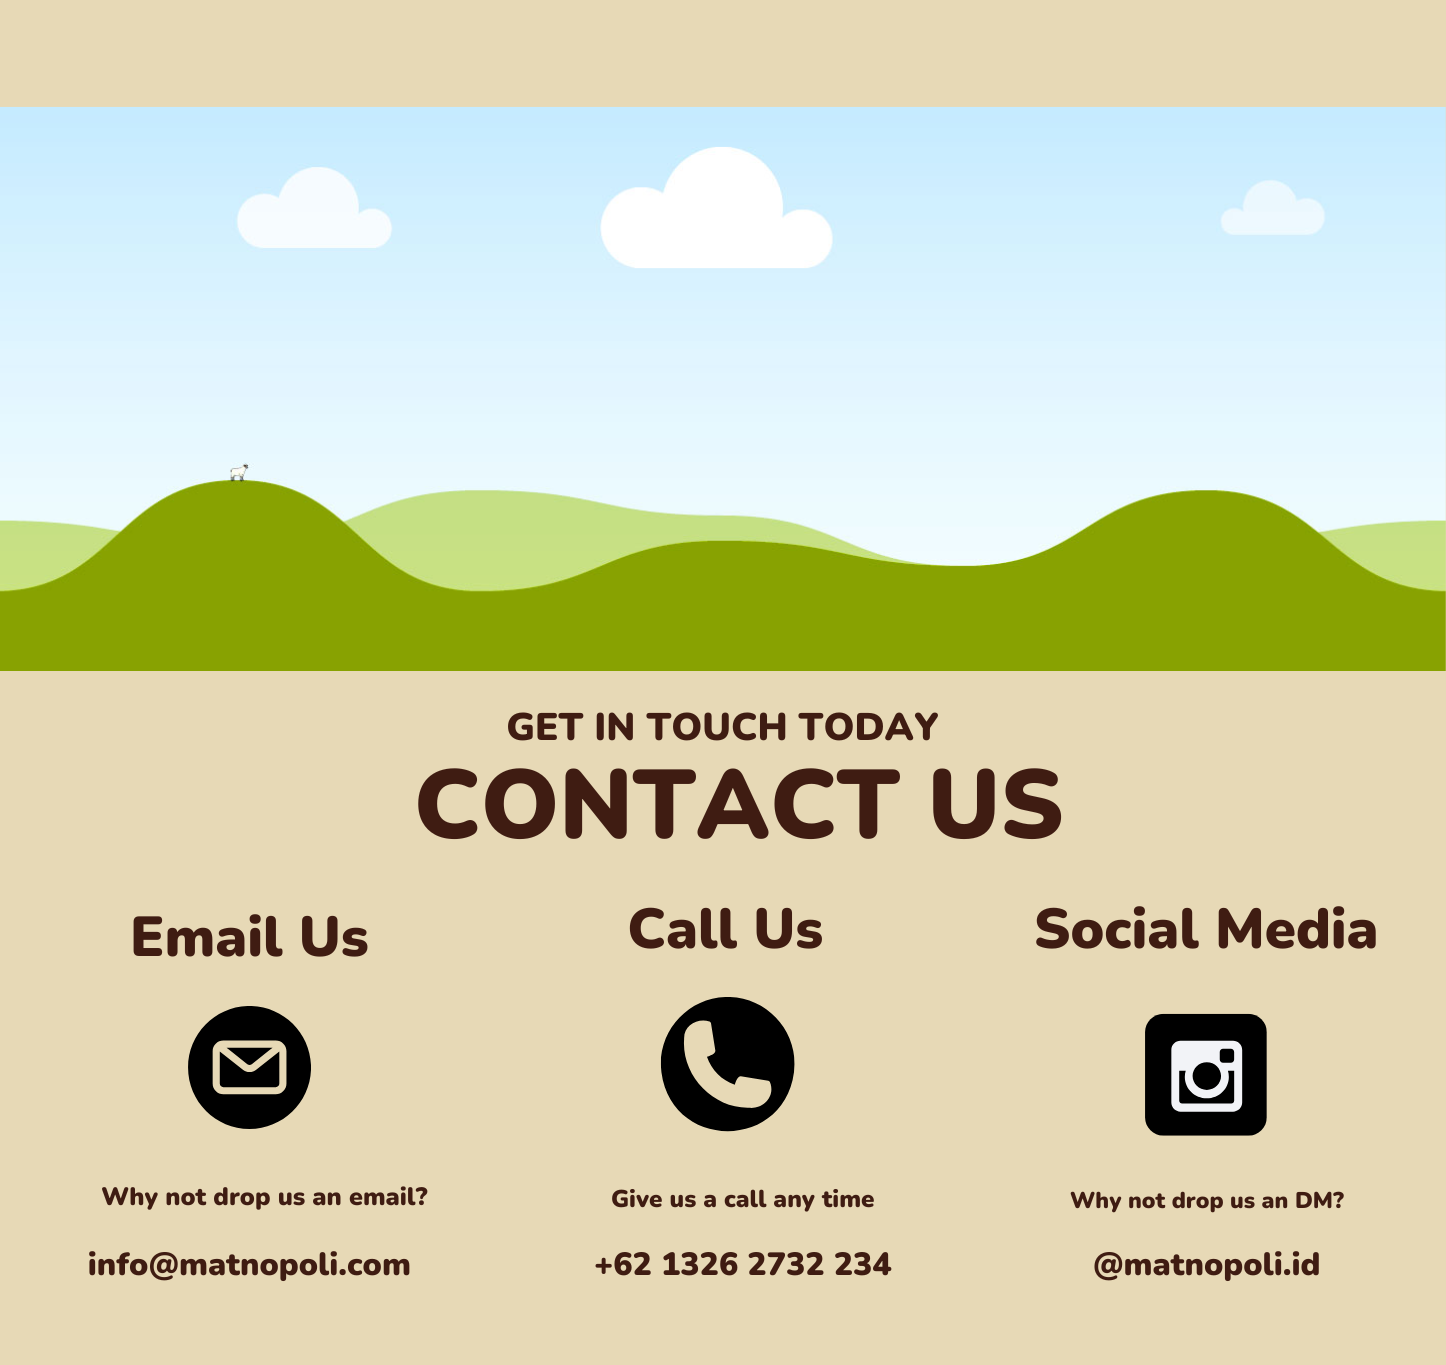 GET IN TOUCH TODAY
CONTACT US
Email Us
Why not drop us an email?
info@matnopoli.com
Call Us
Give us a call any time
+62 1326 2732 234
Social Media
Why not drop us an DM?
@matnopoli.id